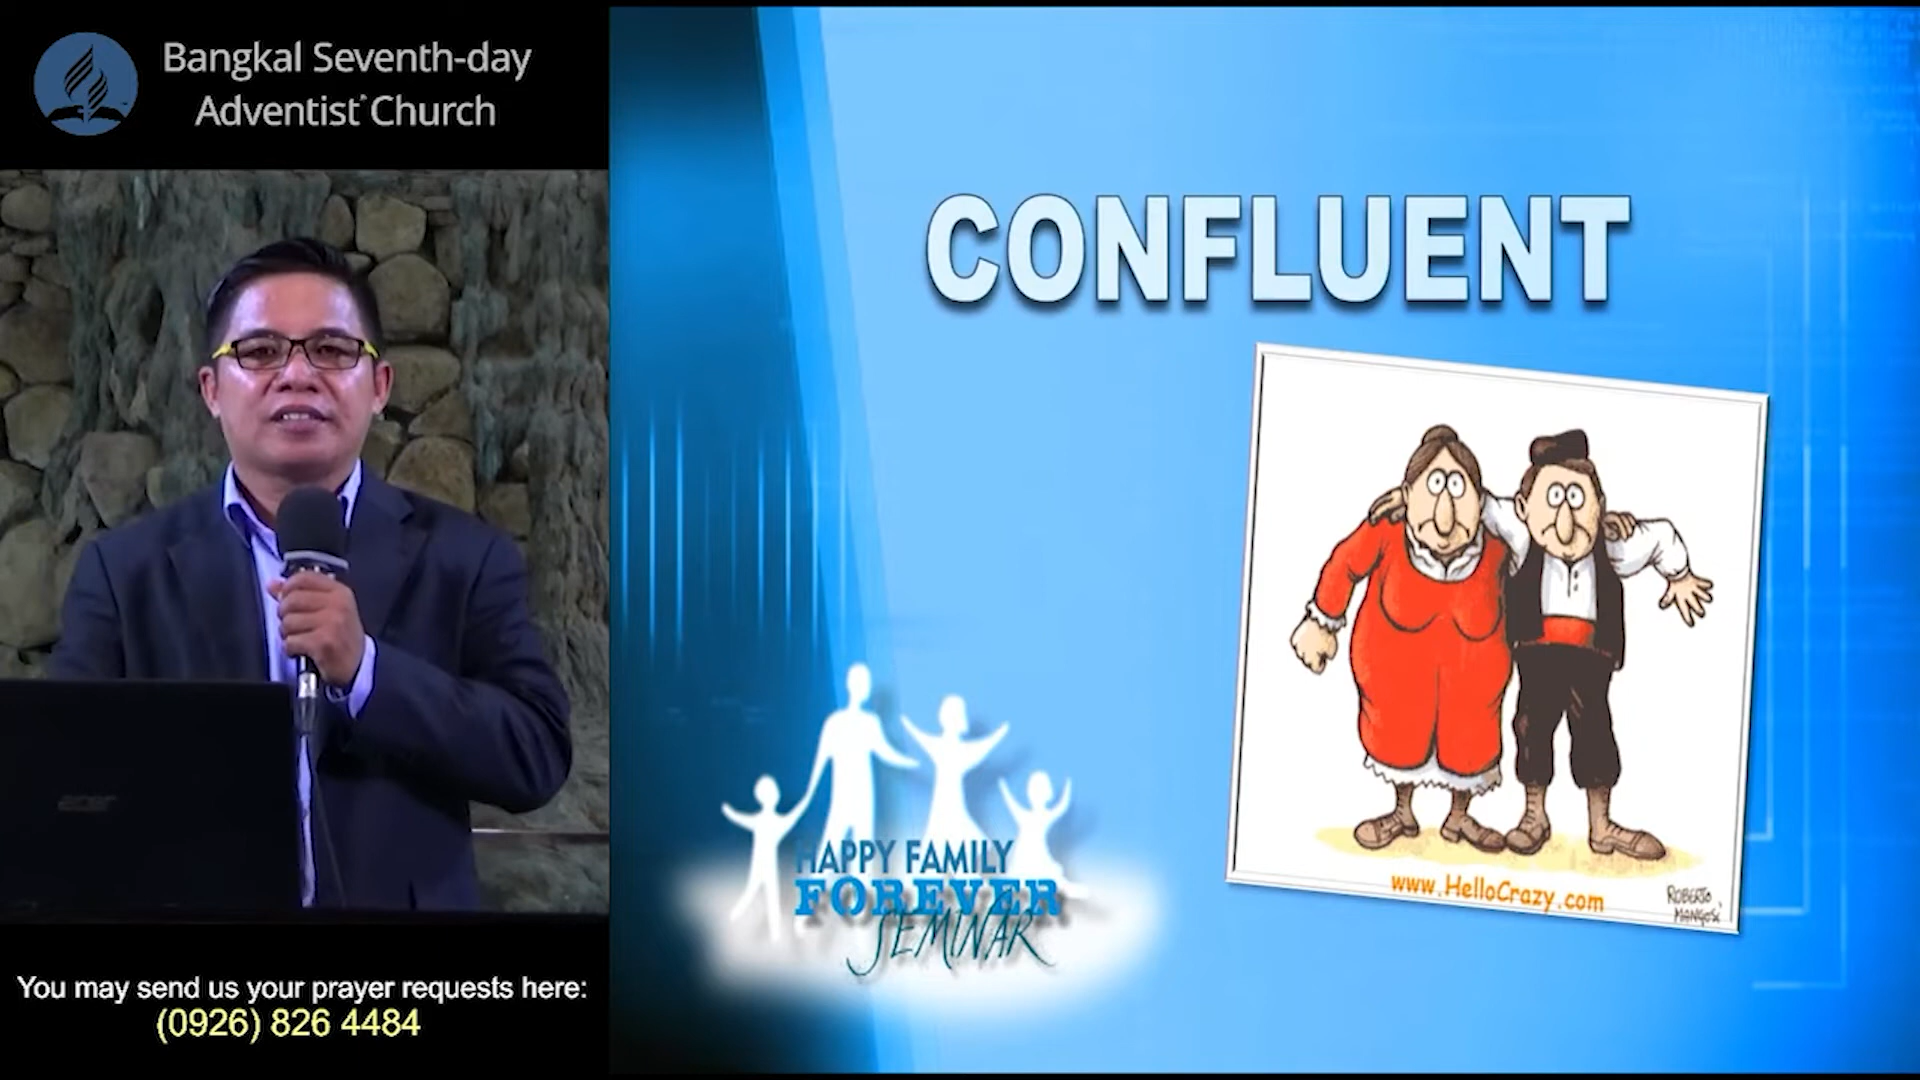 Bangkal Seventh-day
Adventist Church
CONFLUENT
acer
HAPPY FAMILY
FOREVER
SEMINAR
www.HelloCrazy.com
ROBERTO
MANGOSI
You may send us your prayer requests here:
(0926) 826 4484